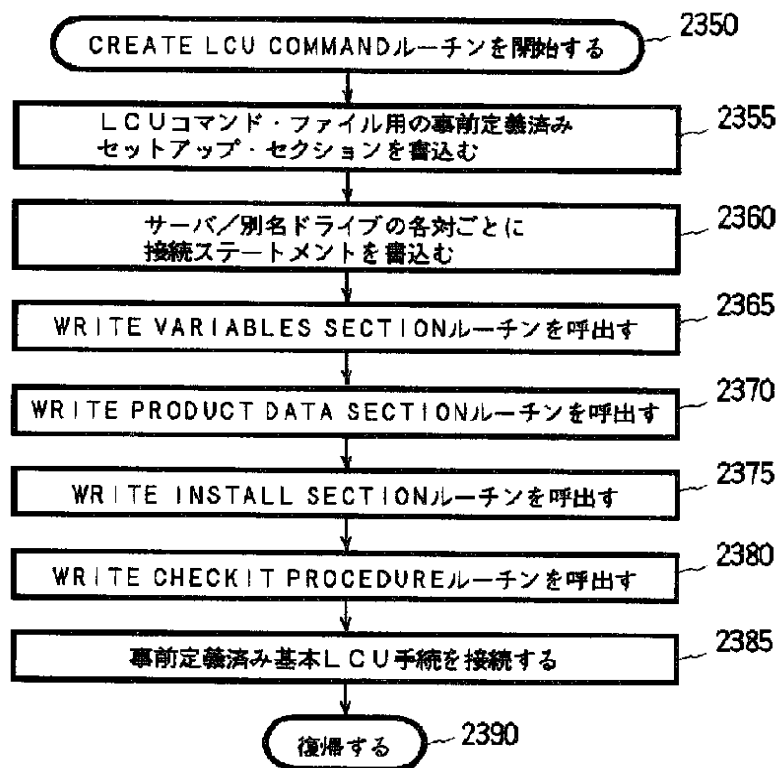 CREATE LCU COMMANDルーチンを開始する
2350
LCUコマンド・ファイル用の事前定義済み
セットアップ・セクションを書込む
2355
サーバ/別名ドライブの各対ごとに
接続ステートメントを書込む
2360
WRITE VARIABLES SECTIONルーチンを呼出す
2365
WRITE PRODUCT DATA SECTIONルーチンを呼出す
2370
WRITE INSTALL SECTIONルーチンを呼出す
2375
WRITE CHECKIT PROCEDUREルーチンを呼出す
2380
事前定義済み基本LCU手続を接続する
2385
復帰する
2390